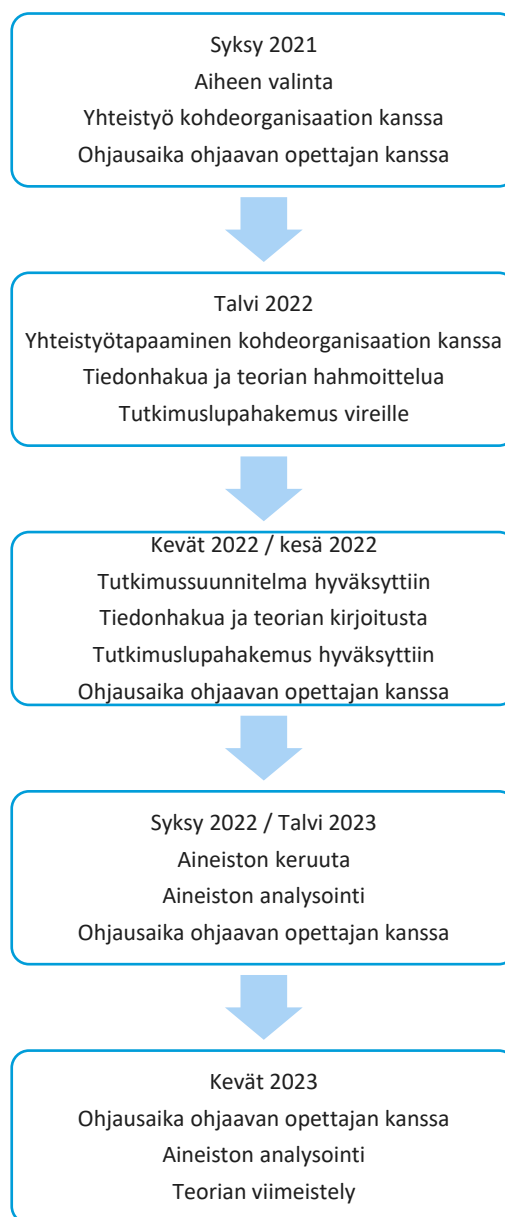 Syksy 2021
Aiheen valinta
Yhteistyö kohdeorganisaation kanssa
Ohjausaika ohjaavan opettajan kanssa
Talvi 2022
Yhteistyötapaaminen kohdeorganisaation kanssa
Tiedonhakua ja teorian hahmoittelua
Tutkimuslupahakemus vireille
Kevät 2022 / kesä 2022
Tutkimussuunnitelma hyväksyttiin
Tiedonhakua ja teorian kirjoitusta
Tutkimuslupahakemus hyväksyttiin
Ohjausaika ohjaavan opettajan kanssa
Syksy 2022 / Talvi 2023
Aineiston keruuta
Aineiston analysointi
Ohjausaika ohjaavan opettajan kanssa
Kevät 2023
Ohjausaika ohjaavan opettajan kanssa
Aineiston analysointi
Teorian viimeistely